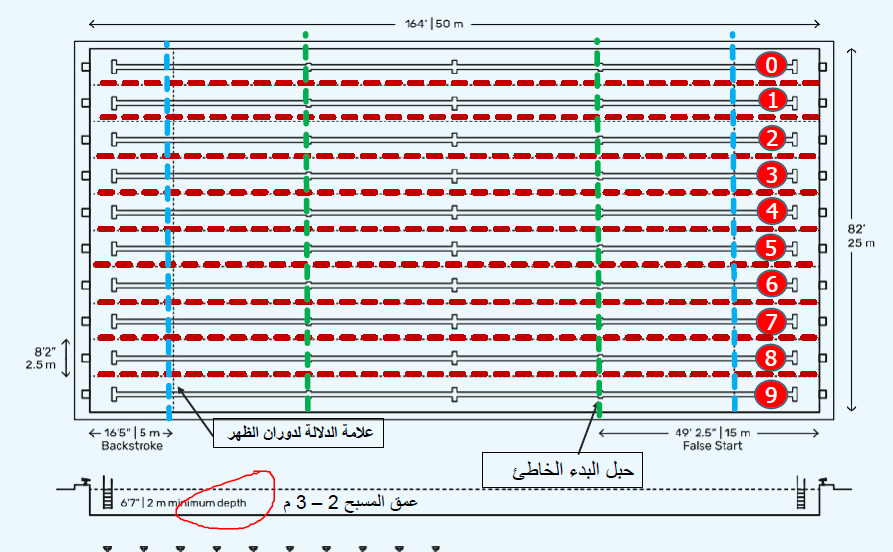 164' | 50 m
0
1
2
3
4
5
6
7
8
9
82'
25 m
8'2"
2.5 m
16'5" | 5 m
Backstroke
علامة الدلالة لدوران الظهر
49' 2.5" | 15 m
False Start
حبل البدء الخاطئ
6'7" | 2 m minimum depth
عمق المسبح 2 – 3 م